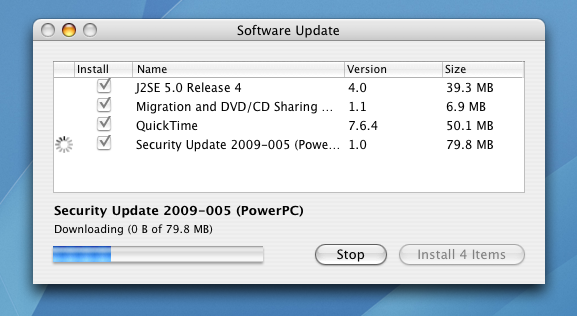 Software Update
Install Name Version Size
J2SE 5.0 Release 4 4.0 39.3 MB
Migration and DVD/CD Sharing ... 1.1 6.9 MB
QuickTime 7.6.4 50.1 MB
Security Update 2009-005 (Powe... 1.0 79.8 MB
Security Update 2009-005 (PowerPC)
Downloading (0 B of 79.8 MB)
Stop Install 4 Items